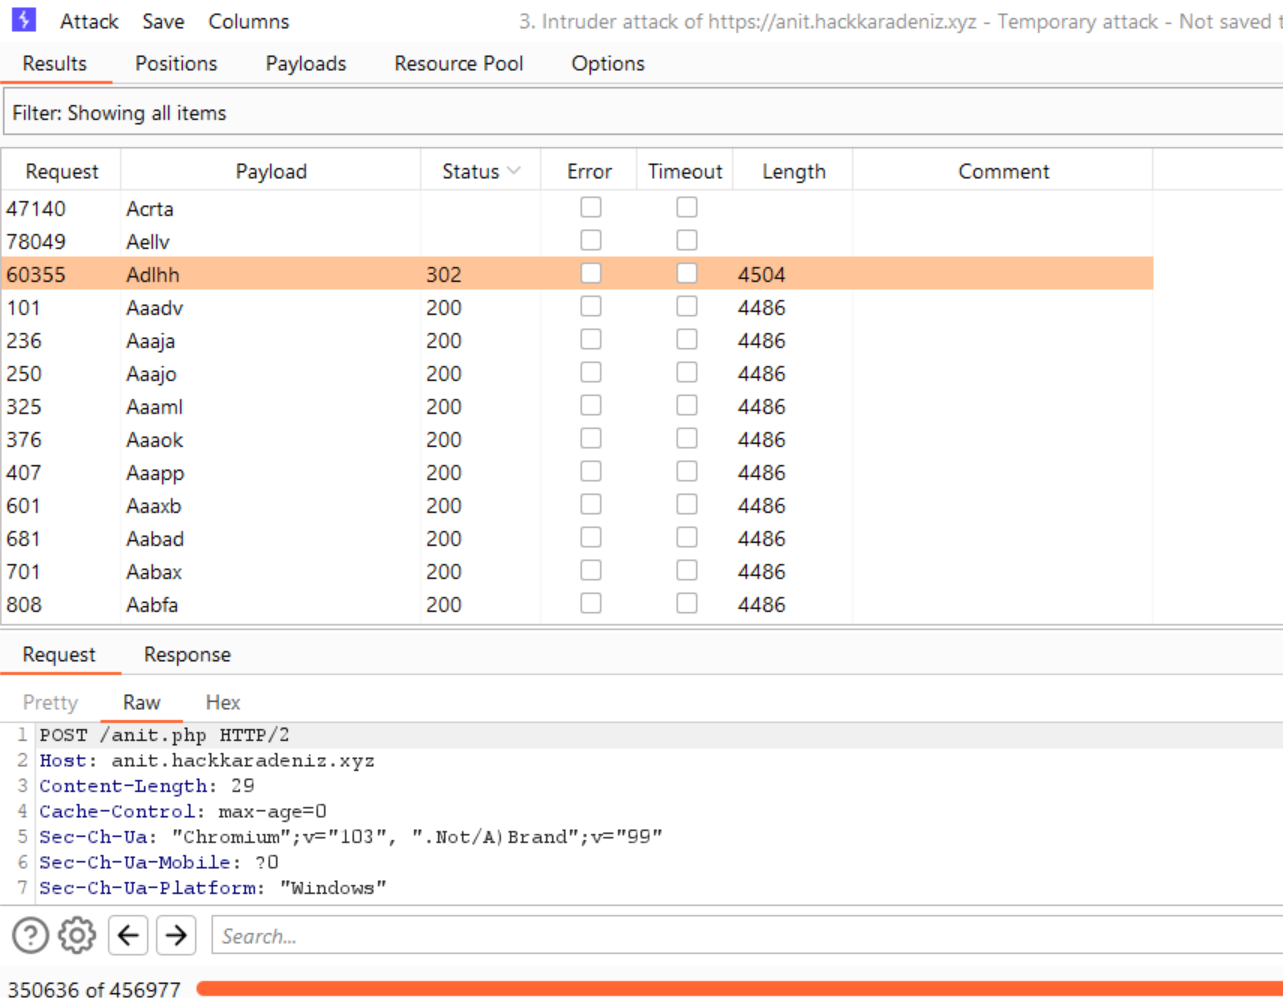 Attack Save Columns 3. Intruder attack of https://anit.hackkaradeniz.xyz - Temporary attack - Not saved t
Results Positions Payloads Resource Pool Options
Filter: Showing all items
Request Payload Status Error Timeout Length Comment
47140 Acrta
78049 Aellv
60355 Adlhh 302 4504
101 Aaadv 200 4486
236 Aaaja 200 4486
250 Aaajo 200 4486
325 Aaaml 200 4486
376 Aaaok 200 4486
407 Aaapp 200 4486
601 Aaaxb 200 4486
681 Aabad 200 4486
701 Aabax 200 4486
808 Aabfa 200 4486
Request Response
Pretty Raw Hex
1 POST /anit.php HTTP/2
2 Host: anit.hackkaradeniz.xyz
3 Content-Length: 29
4 Cache-Control: max-age=0
5 Sec-Ch-Ua: "Chromium";v="103", ".Not/A)Brand";v="99"
6 Sec-Ch-Ua-Mobile: ?0
7 Sec-Ch-Ua-Platform: "Windows"
Search...
350636 of 456977